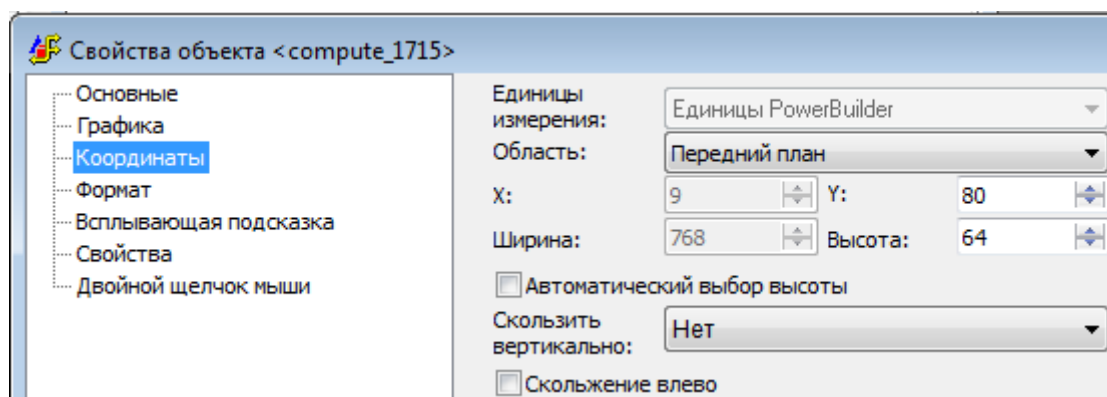 Свойства объекта <compute_1715>
Основные
Графика
Координаты
Формат
Всплывающая подсказка
Свойства
Двойной щелчок мыши
Единицы
измерения:
Единицы PowerBuilder
Область:
Передний план
X:
9
Y:
80
Ширина:
768
Высота:
64
Автоматический выбор высоты
Скользить
вертикально:
Нет
Скольжение влево